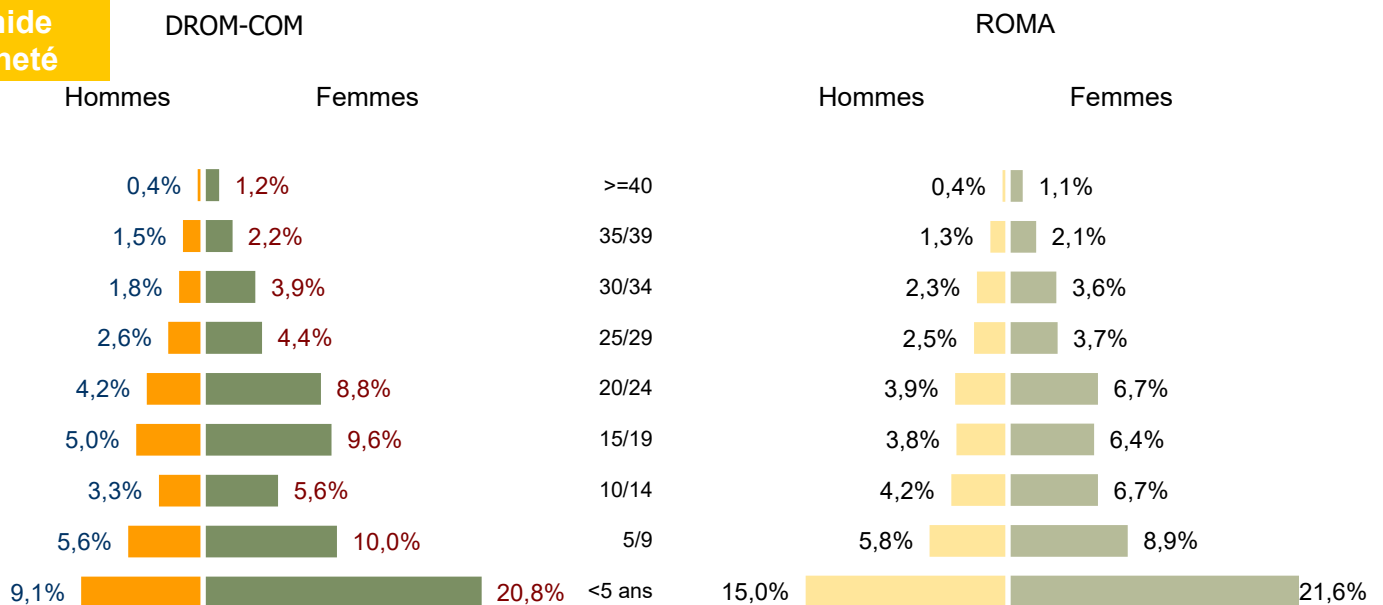 DROM-COM
ROMA
Hommes Femmes Hommes Femmes
0,4% 1,2% >=40 0,4% 1,1%
1,5% 2,2% 35/39 1,3% 2,1%
1,8% 3,9% 30/34 2,3% 3,6%
2,6% 4,4% 25/29 2,5% 3,7%
4,2% 8,8% 20/24 3,9% 6,7%
5,0% 9,6% 15/19 3,8% 6,4%
3,3% 5,6% 10/14 4,2% 6,7%
5,6% 10,0% 5/9 5,8% 8,9%
9,1% 20,8% <5 ans 15,0% 21,6%